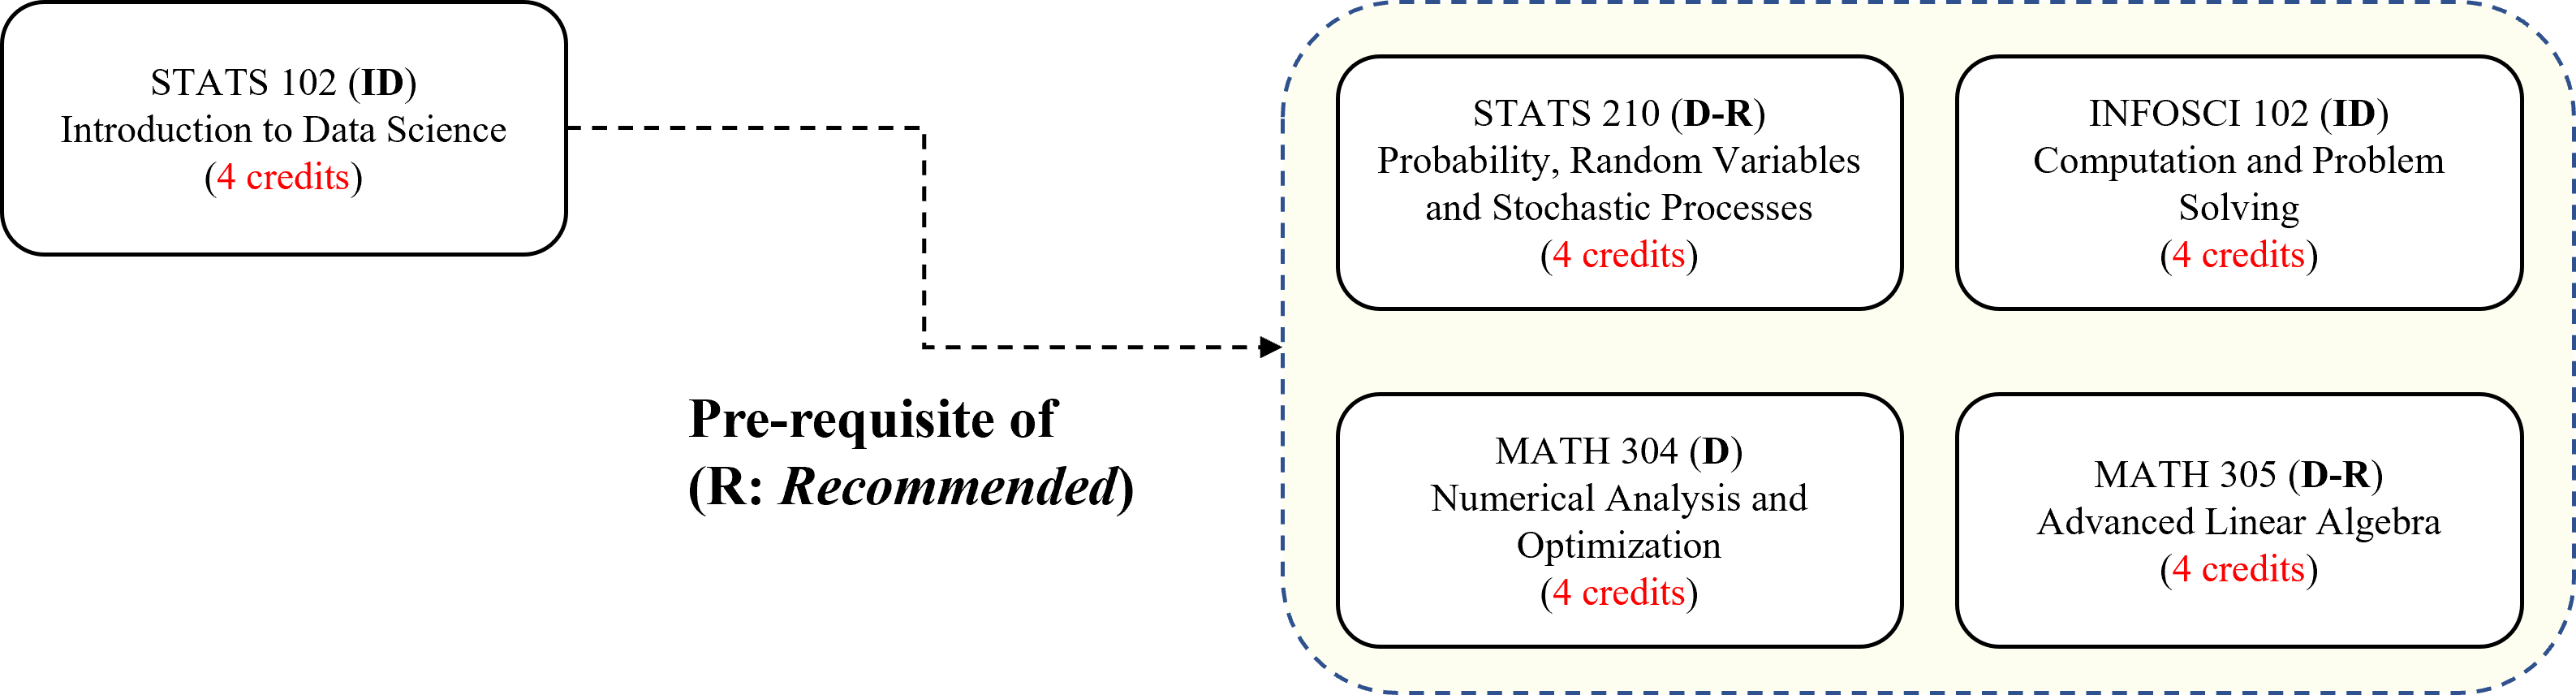 STATS 102 (ID)
Introduction to Data Science
(4 credits)
Pre-requisite of
(R: Recommended)
STATS 210 (D-R)
Probability, Random Variables
and Stochastic Processes
(4 credits)
INFOSCI 102 (ID)
Computation and Problem
Solving
(4 credits)
MATH 304 (D)
Numerical Analysis and
Optimization
(4 credits)
MATH 305 (D-R)
Advanced Linear Algebra
(4 credits)